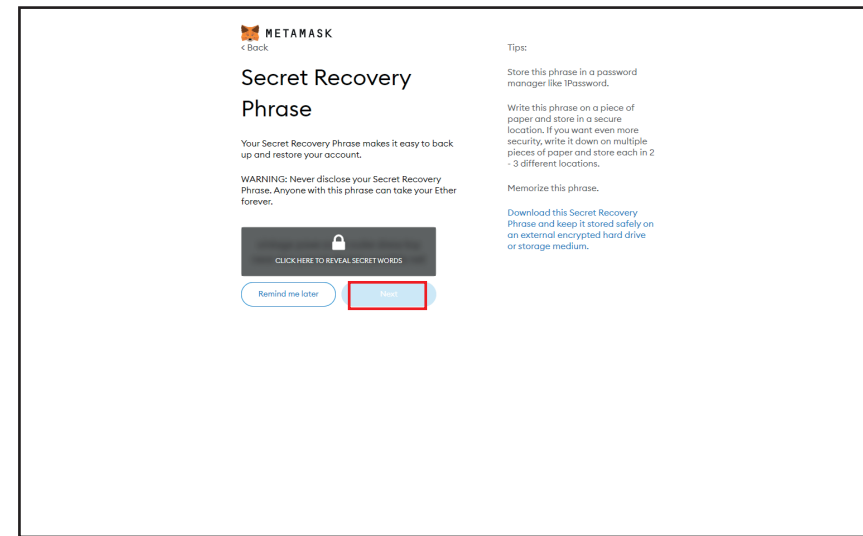 METAMASK
< Back
Secret Recovery
Phrase
Your Secret Recovery Phrase makes it easy to back
up and restore your account.
WARNING: Never disclose your Secret Recovery
Phrase. Anyone with this phrase can take your Ether
forever.
CLICK HERE TO REVEAL SECRET WORDS
Remind me later
Next
Tips:
Store this phrase in a password
manager like 1Password.
Write this phrase on a piece of
paper and store in a secure
location. If you want even more
security, write it down on multiple
pieces of paper and store each in 2
- 3 different locations.
Memorize this phrase.
Download this Secret Recovery
Phrase and keep it stored safely on
an external encrypted hard drive
or storage medium.